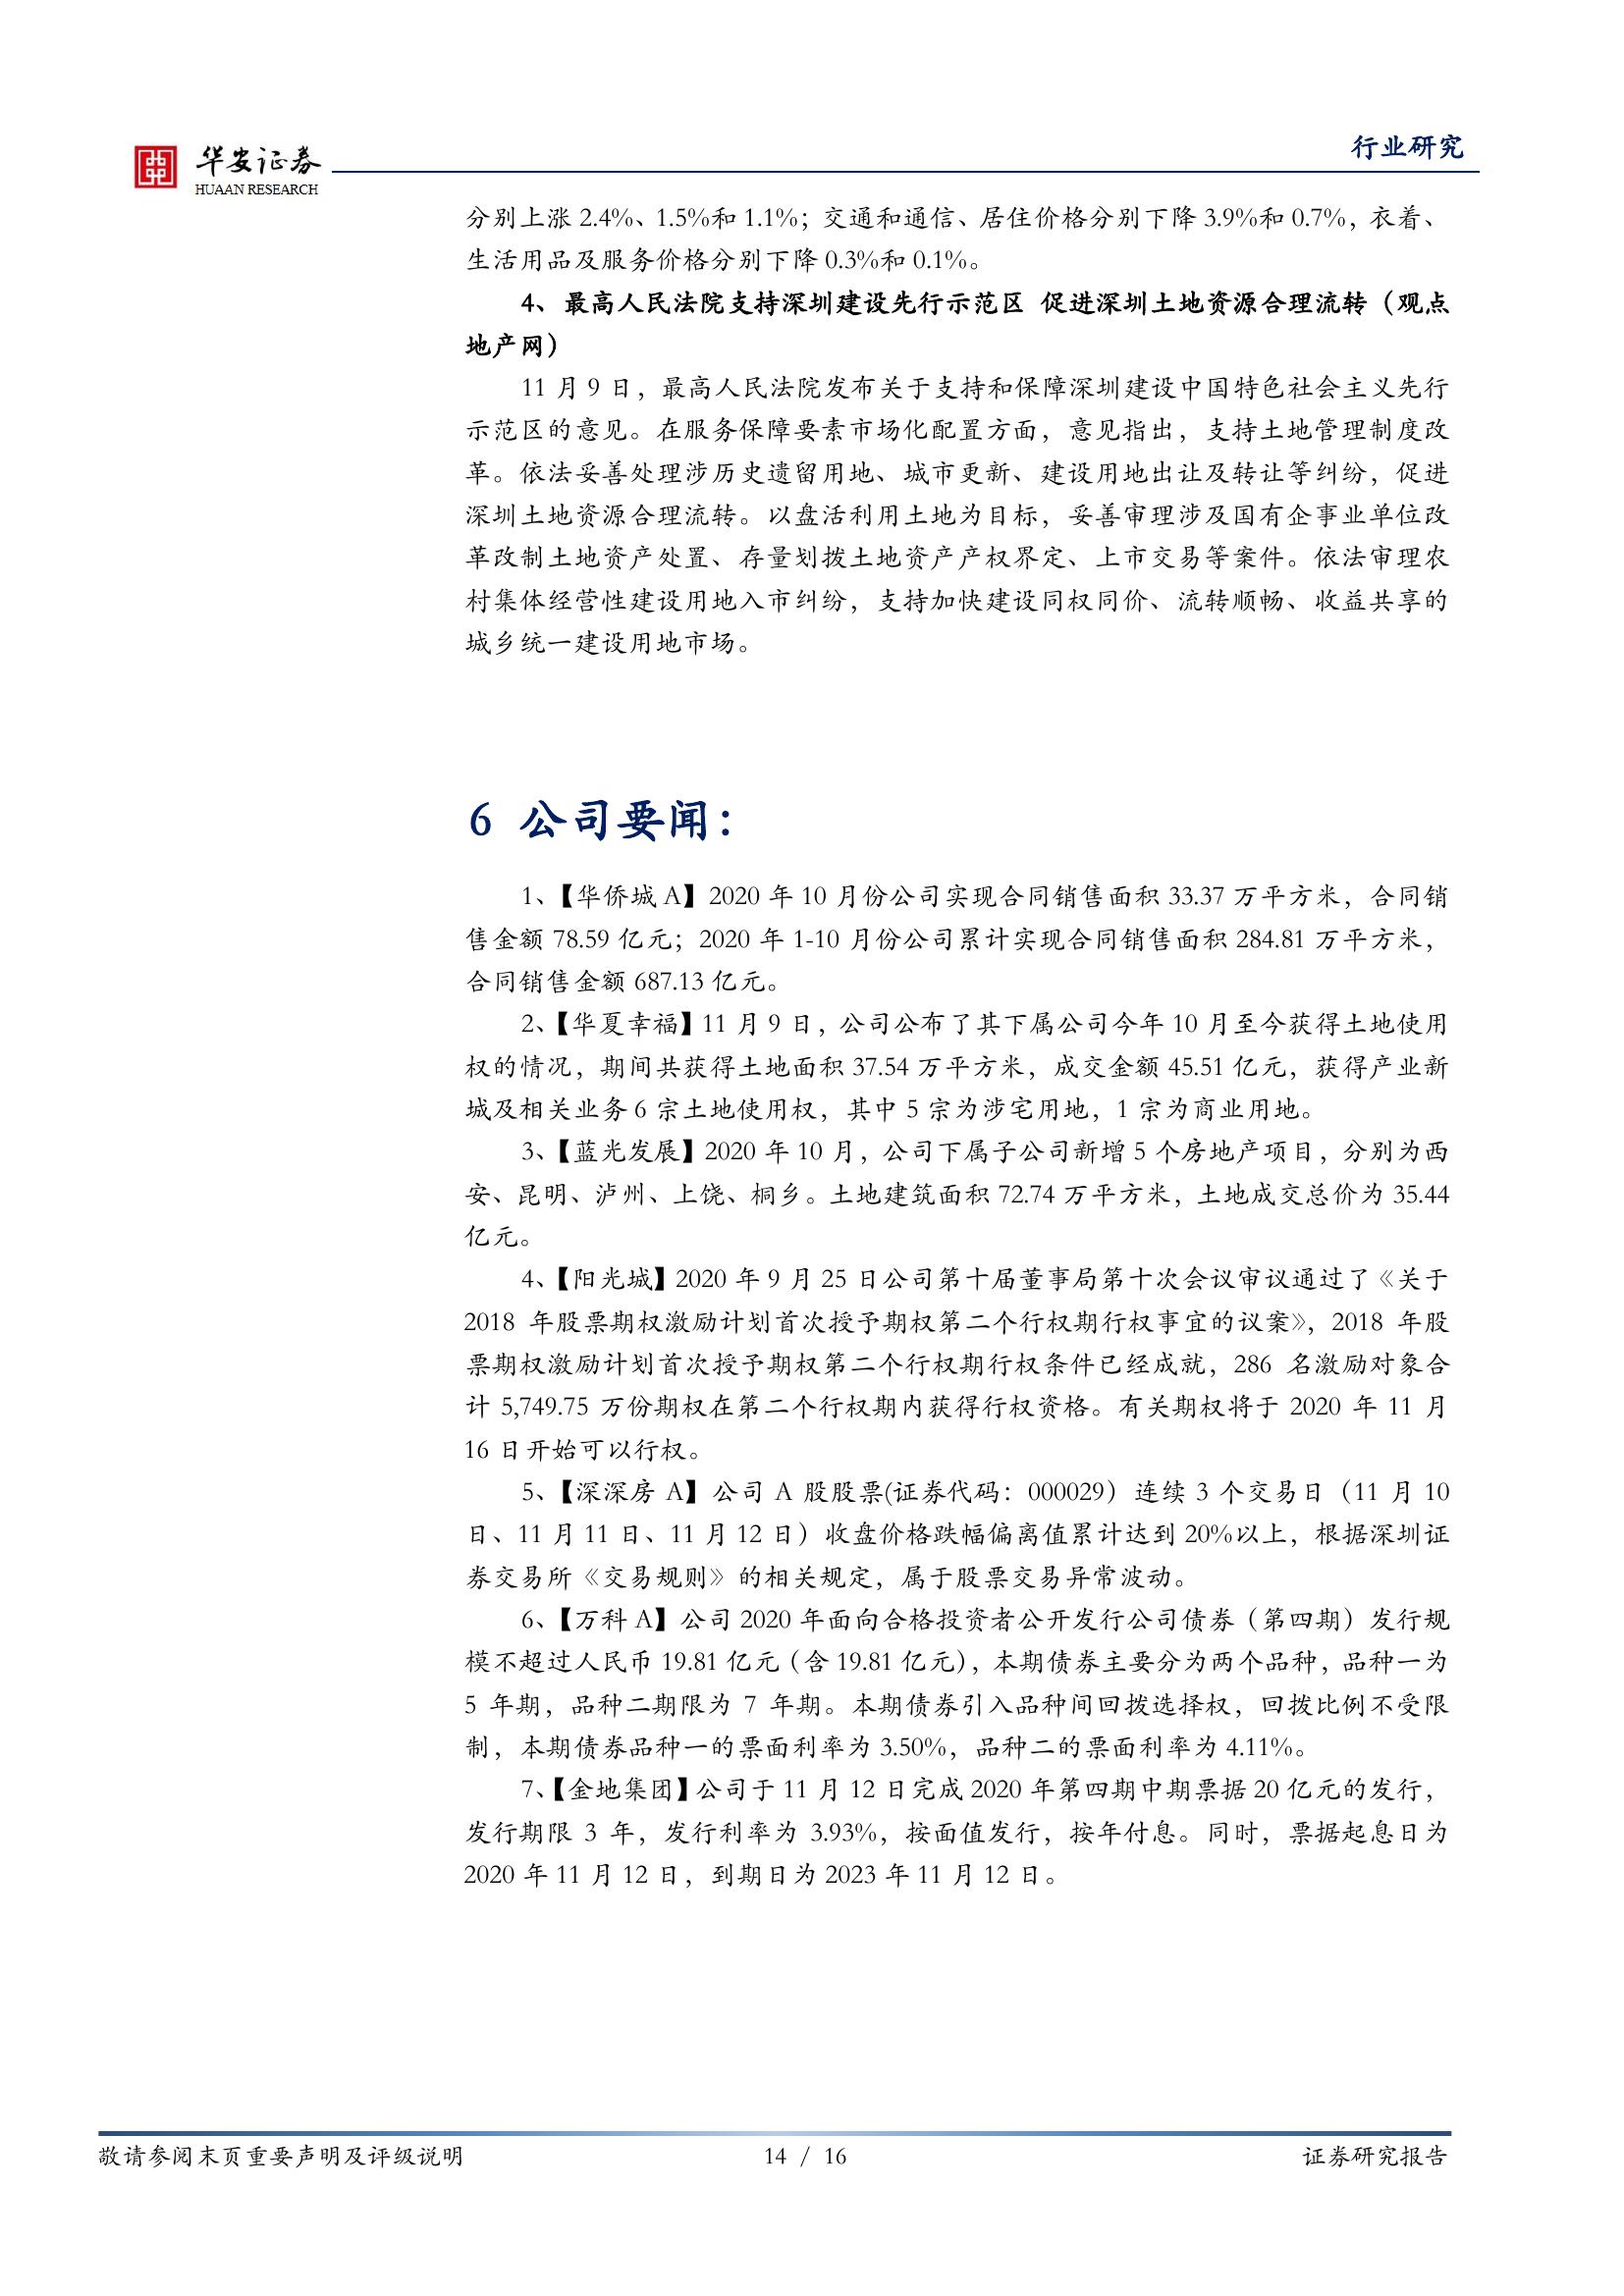 华安证券
HUAAN RESEARCH
行业研究
分别上涨 2.4%、1.5%和 1.1%；交通和通信、居住价格分别下降 3.9%和 0.7%，衣着、
生活用品及服务价格分别下降 0.3%和 0.1%。
4、 最高人民法院支持深圳建设先行示范区 促进深圳土地资源合理流转（观点
地产网）
11 月 9 日，最高人民法院发布关于支持和保障深圳建设中国特色社会主义先行
示范区的意见。在服务保障要素市场化配置方面，意见指出，支持土地管理制度改
革。依法妥善处理涉历史遗留用地、城市更新、建设用地出让及转让等纠纷，促进
深圳土地资源合理流转。以盘活利用土地为目标，妥善审理涉及国有企事业单位改
革改制土地资产处置、存量划拨土地资产产权界定、上市交易等案件。依法审理农
村集体经营性建设用地入市纠纷，支持加快建设同权同价、流转顺畅、收益共享的
城乡统一建设用地市场。
6 公司要闻：
1、【华侨城 A】2020 年 10 月份公司实现合同销售面积 33.37 万平方米，合同销
售金额 78.59 亿元；2020 年 1-10 月份公司累计实现合同销售面积 284.81 万平方米，
合同销售金额 687.13 亿元。
2、【华夏幸福】11 月 9 日，公司公布了其下属公司今年 10 月至今获得土地使用
权的情况，期间共获得土地面积 37.54 万平方米，成交金额 45.51 亿元，获得产业新
城及相关业务 6 宗土地使用权，其中 5 宗为涉宅用地，1 宗为商业用地。
3、【蓝光发展】2020 年 10 月，公司下属子公司新增 5 个房地产项目，分别为西
安、昆明、泸州、上饶、桐乡。土地建筑面积 72.74 万平方米，土地成交总价为 35.44
亿元。
4、【阳光城】2020 年 9 月 25 日公司第十届董事局第十次会议审议通过了《关于
2018 年股票期权激励计划首次授予期权第二个行权期行权事宜的议案》，2018 年股
票期权激励计划首次授予期权第二个行权期行权条件已经成就，286 名激励对象合
计 5,749.75 万份期权在第二个行权期内获得行权资格。有关期权将于 2020 年 11 月
16 日开始可以行权。
5、【深深房 A】公司 A 股股票(证券代码：000029）连续 3 个交易日（11 月 10
日、11 月 11 日、11 月 12 日）收盘价格跌幅偏离值累计达到 20%以上，根据深圳证
券交易所《交易规则》的相关规定，属于股票交易异常波动。
6、【万科 A】公司 2020 年面向合格投资者公开发行公司债券（第四期）发行规
模不超过人民币 19.81 亿元（含 19.81 亿元），本期债券主要分为两个品种，品种一为
5 年期，品种二期限为 7 年期。本期债券引入品种间回拨选择权，回拨比例不受限
制，本期债券品种一的票面利率为 3.50%，品种二的票面利率为 4.11%。
7、【金地集团】公司于 11 月 12 日完成 2020 年第四期中期票据 20 亿元的发行，
发行期限 3 年，发行利率为 3.93%，按面值发行，按年付息。同时，票据起息日为
2020 年 11 月 12 日，到期日为 2023 年 11 月 12 日。
敬请参阅末页重要声明及评级说明
14 / 16
证券研究报告